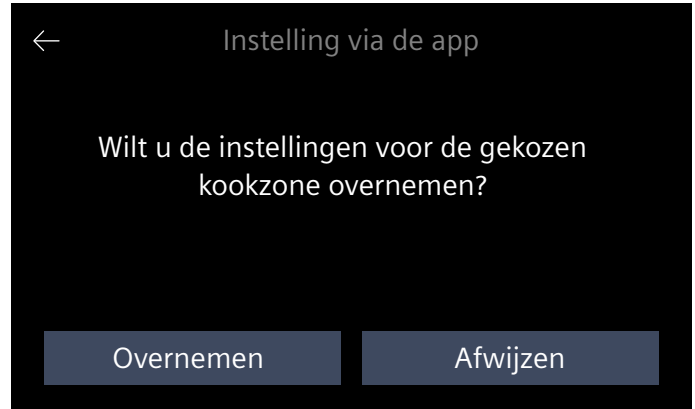 Instelling via de app
Wilt u de instellingen voor de gekozen
kookzone overnemen?
Overnemen
Afwijzen